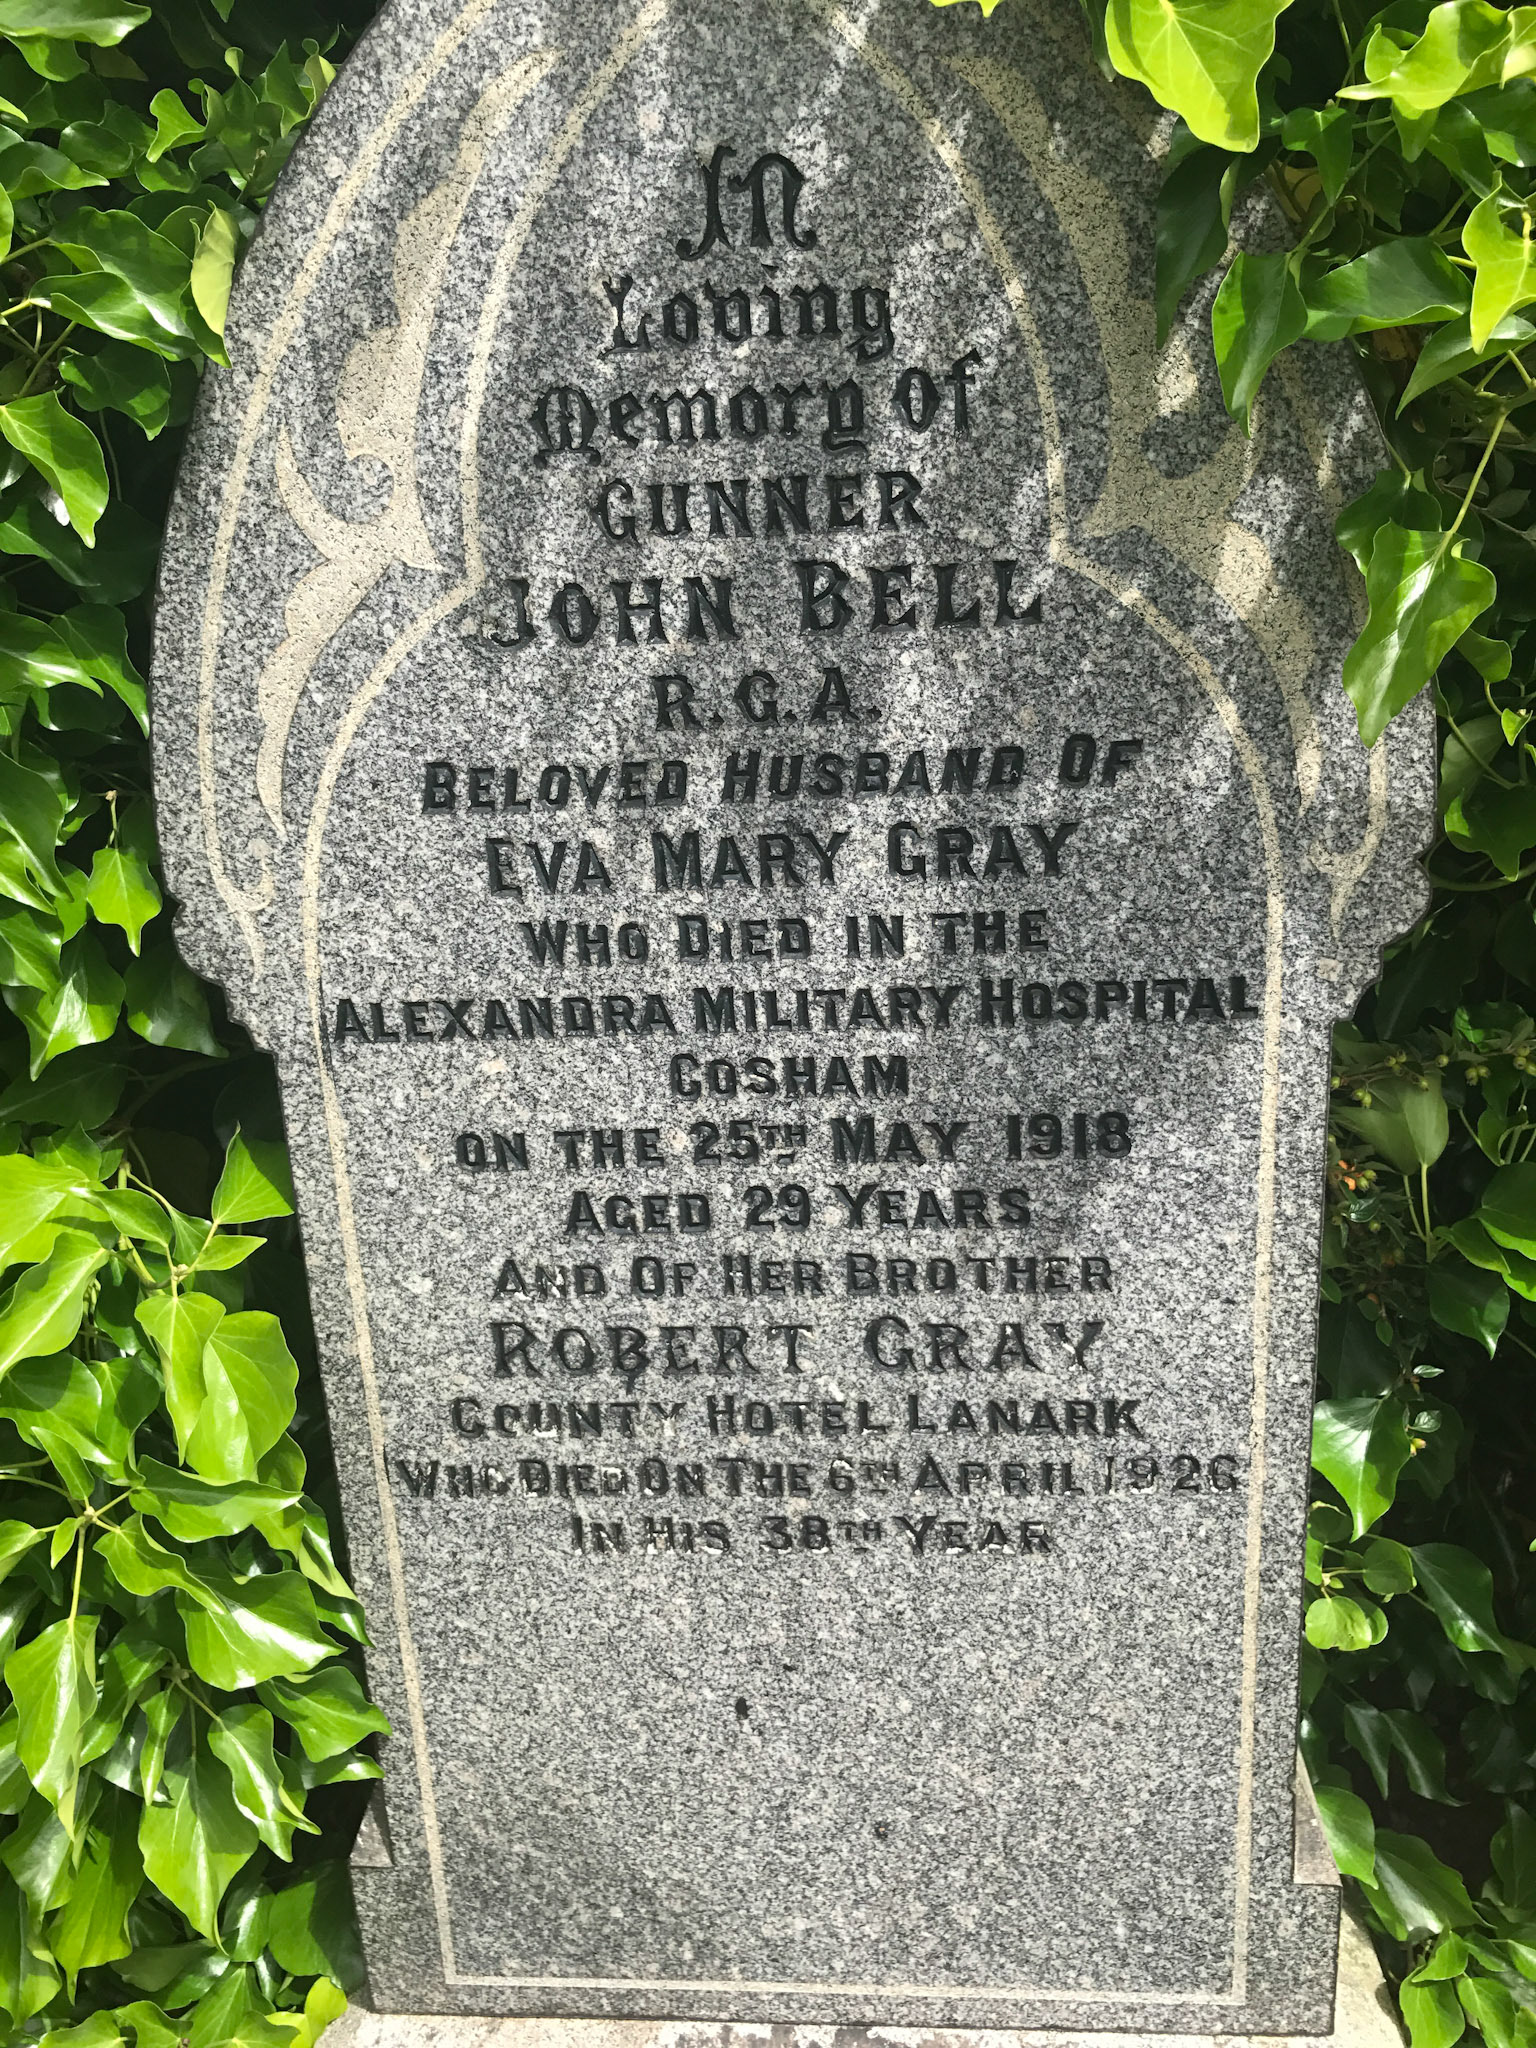 In
Loving
Memory Of
GUNNER
JOHN BELL
R.G.A.
BELOVED HUSBAND OF
EVA MARY GRAY
WHO DIED IN THE
ALEXANDRA MILITARY HOSPITAL
COSHAM
ON THE 25TH MAY 1918
AGED 29 YEARS
AND OF HER BROTHER
ROBERT GRAY
COUNTY HOTEL LANARK
WHO DIED ON THE 6TH APRIL 1926
IN HIS 38TH YEAR